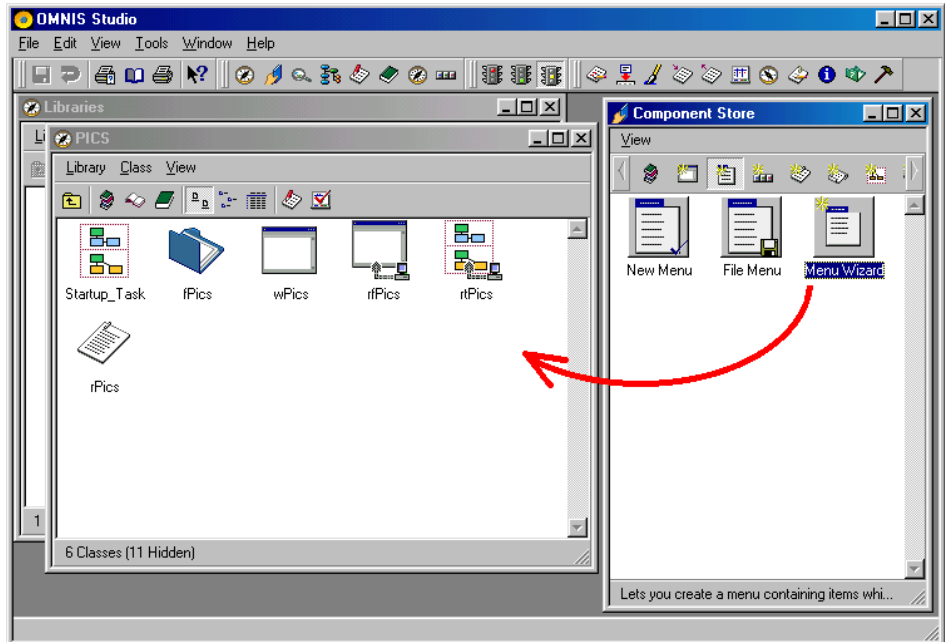 OMNIS Studio
File Edit View Tools Window Help
Libraries
Li
PICS
Library Class View
Startup_Task fPics wPics rfPics rtPics
rPics
1
6 Classes (11 Hidden)
Component Store
View
New Menu File Menu Menu Wizard
Lets you create a menu containing items whi...